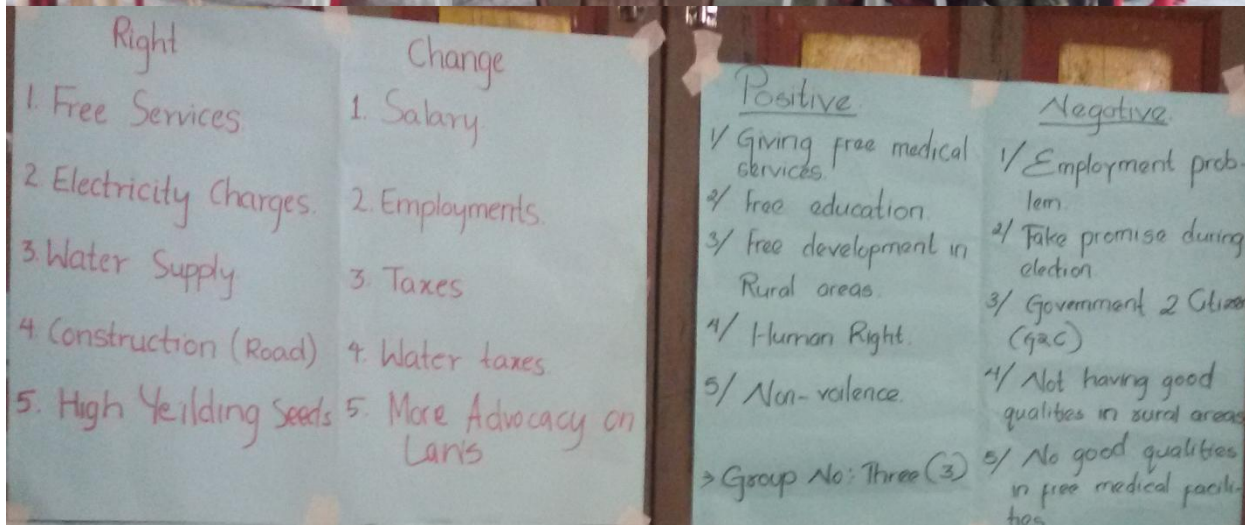 Right
1. Free Services.
2. Electricity Charges.
3. Water Supply
4. Construction (Road)
5. High Yeilding Seeds
Change
1. Salary.
2. Employments.
3. Taxes
4. Water taxes
5. More Advocacy on
Law's
Positive
1/ Giving free medical
services.
2/ Free education
3/ Free development in
Rural areas.
4/ Human Right.
5/ Non-valence.
> Group No: Three (3)
Negative
1/ Employment prob-
lem.
2/ Fake promise during
election
3/ Government 2 Citizen
(G2C)
4/ Not having good
qualities in rural areas
5/ No good qualities
in free medical facili-
ties